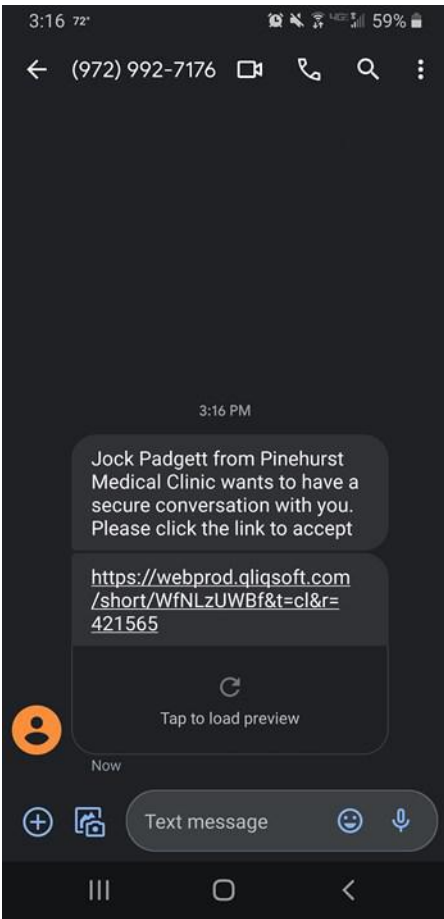 3:16 72° 4GE 59%
(972) 992-7176
3:16 PM
Jock Padgett from Pinehurst
Medical Clinic wants to have a
secure conversation with you.
Please click the link to accept
https://webprod.qliqsoft.com
/short/WfNLzUWBf&t=cl&r=
421565
Tap to load preview
Now
Text message